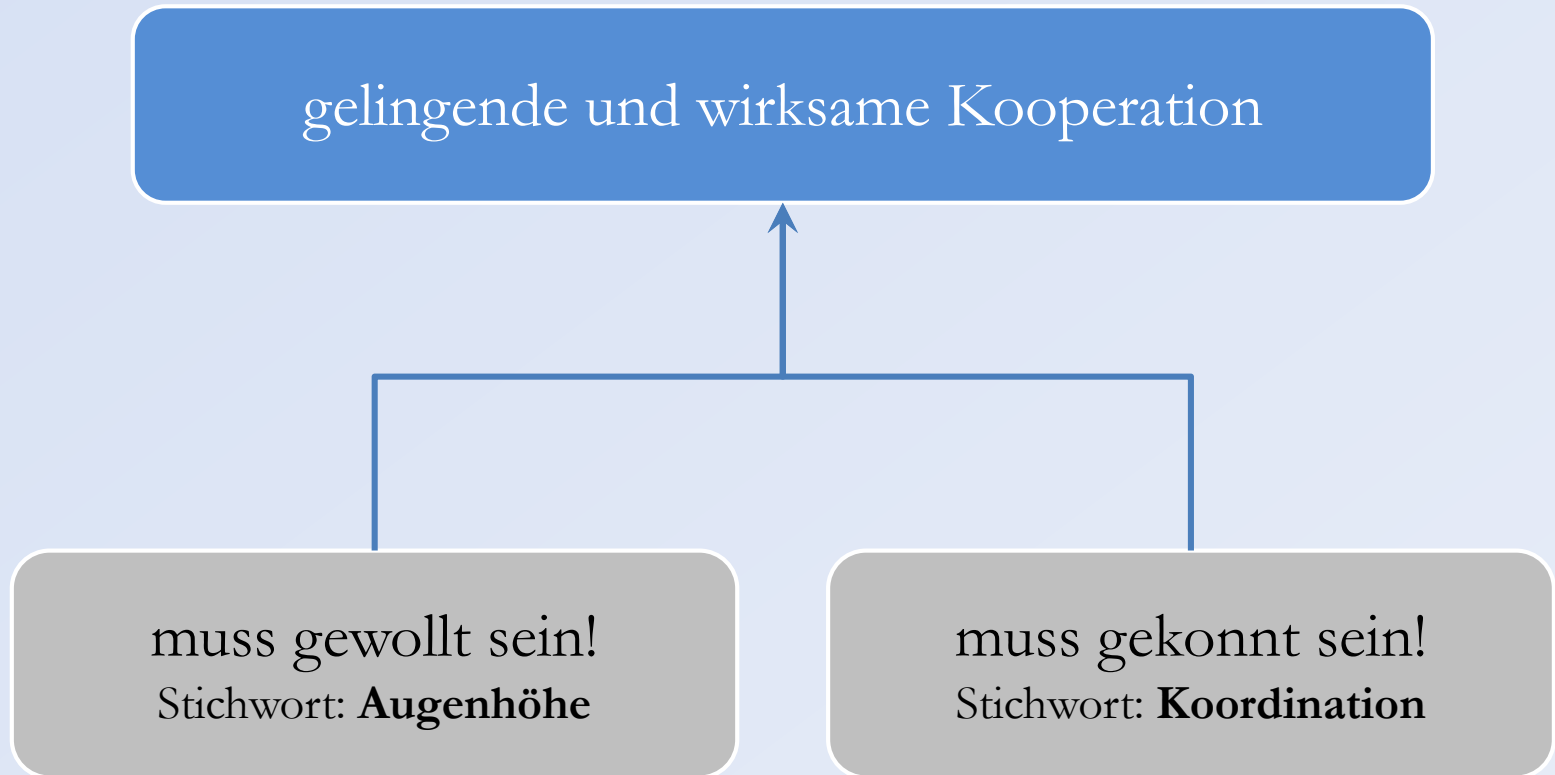 gelingende und wirksame Kooperation
muss gewollt sein!
Stichwort: Augenhöhe
muss gekonnt sein!
Stichwort: Koordination